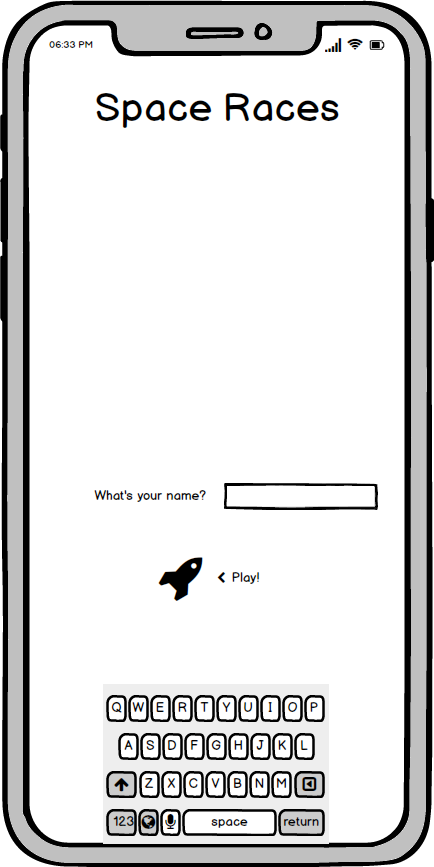 06:33 PM
Space Races
What's your name?
Play!
Q W E R T Y U I O P
A S D F G H J K L
Z X C V B N M
123 space return